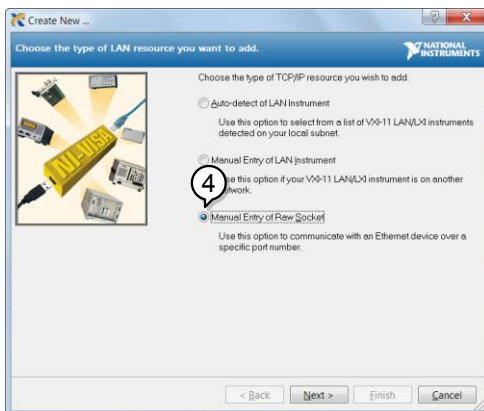 Create New ...
Choose the type of LAN resource you want to add.
NATIONAL
INSTRUMENTS
Choose the type of TCP/IP resource you wish to add.
Auto-detect of LAN Instrument
Use this option to select from a list of VXI-11 LAN/LXI instruments
detected on your local subnet.
Manual Entry of LAN Instrument
use this option if your VXI-11 LAN/LXI instrument is on another
network.
4
Manual Entry of Raw Socket
Use this option to communicate with an Ethernet device over a
specific port number.
NI-VISA
< Back
Next >
Finish
Cancel